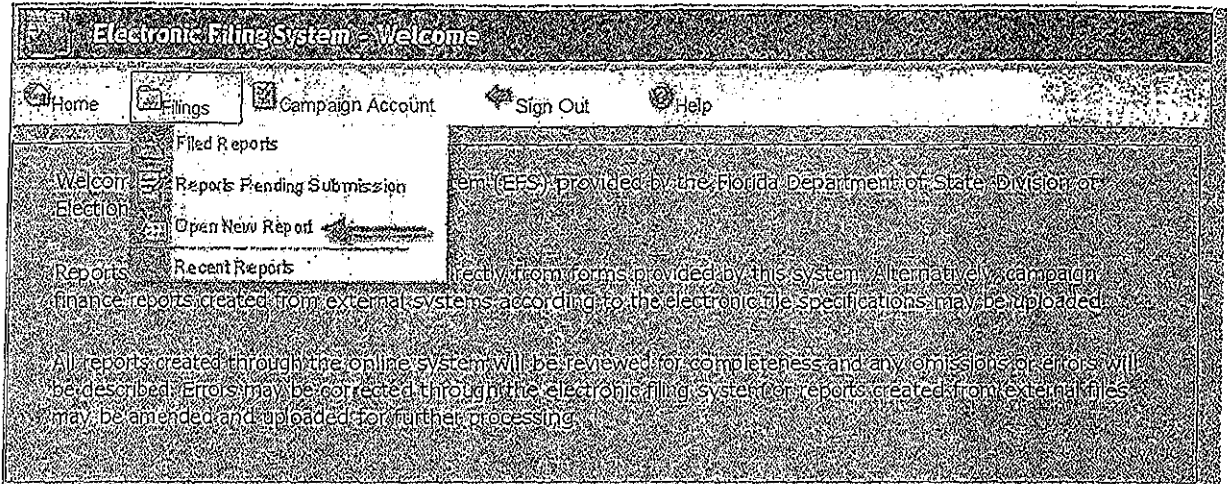 Electronic Filing System - Welcome
Home Filings Campaign Account Sign Out Help
Filed Reports
Reports Pending Submission
Open New Report
Recent Reports
Welcom em (EFS) provided by the Florida Department of State, Division of
Election
Reports rectly from forms provided by this system. Alternatively, campaign
finance reports created from external systems according to the electronic file specifications may be uploaded.
All reports created through the online system will be reviewed for completeness and any omissions or errors will
be described. Errors may be corrected through the electronic filing system or reports created from external files
may be amended and uploaded for further processing.